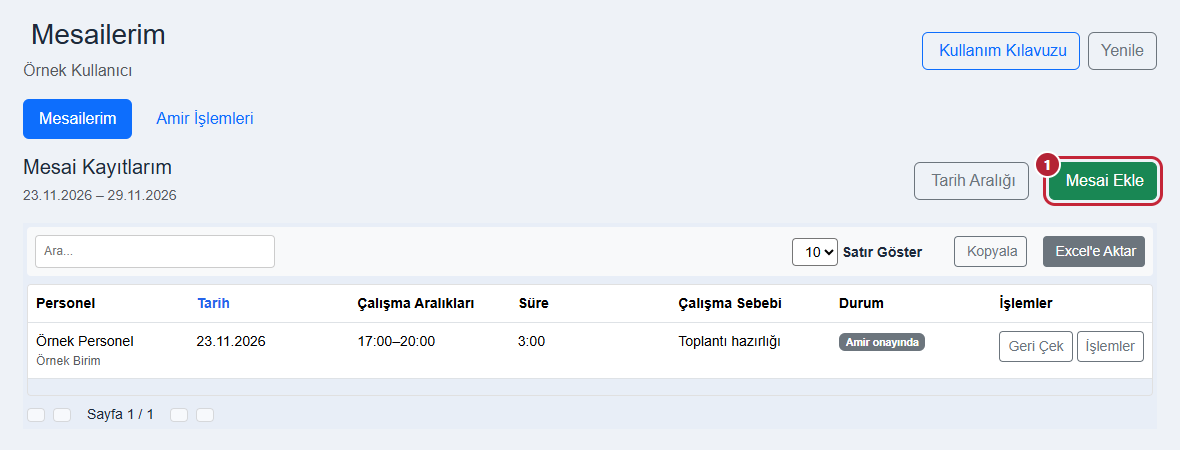 Mesailerim
Örnek Kullanıcı
Kullanım Kılavuzu Yenile
Mesailerim Amir İşlemleri
Mesai Kayıtlarım
23.11.2026 – 29.11.2026
Tarih Aralığı 1 Mesai Ekle
Ara... 10 Satır Göster Kopyala Excel'e Aktar
Personel Tarih Çalışma Aralıkları Süre Çalışma Sebebi Durum İşlemler
Örnek Personel 23.11.2026 17:00–20:00 3:00 Toplantı hazırlığı Amir onayında Geri Çek İşlemler
Örnek Birim
Sayfa 1 / 1